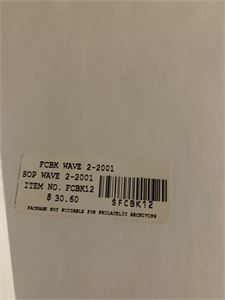 FCBK WAVE 2-2001
SOP WAVE 2-2001
ITEM NO. FCBK12
$ 30.60
SFCBK12
PACKAGE NOT SUITABLE FOR PHILATELIC ARCHIVING